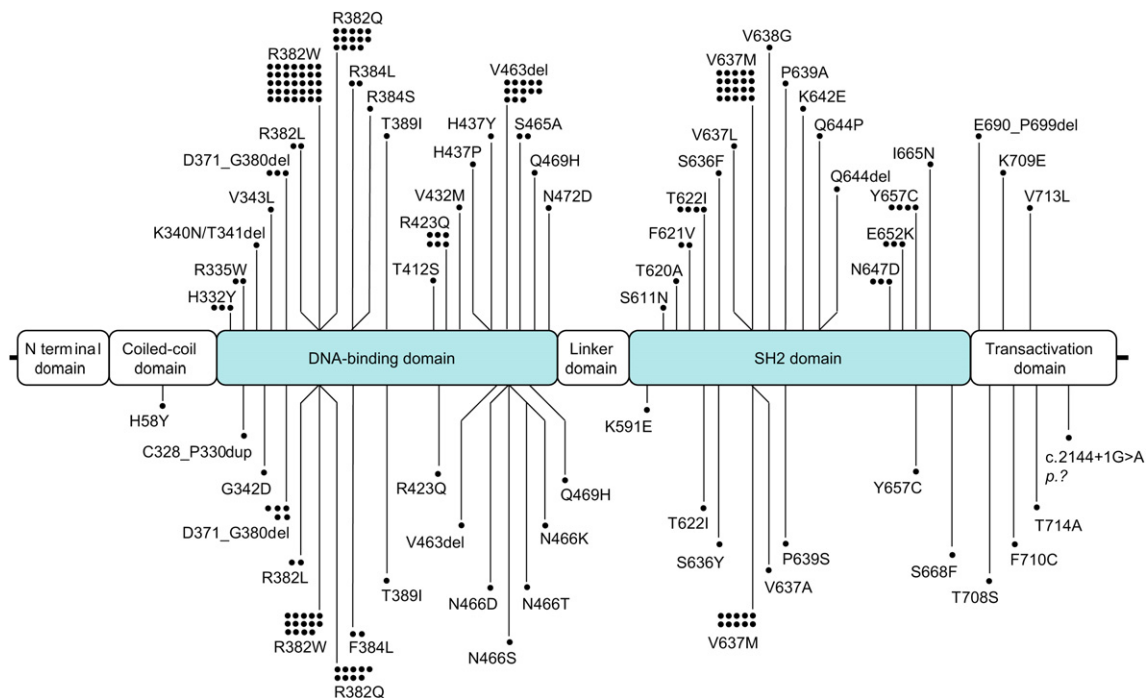 R382Q
V638G
R382W
V637M
V463del
R384L
P639A
R384S
K642E
T389I
H437Y
S465A
Q644P
E690_P699del
R382L
V637L
H437P
I665N
D371_G380del
S636F
Q469H
K709E
Q644del
V343L
V432M
N472D
T622I
Y657C
V713L
K340N/T341del
R423Q
F621V
E652K
R335W
T412S
T620A
N647D
H332Y
S611N
N terminal
domain
Coiled-coil
domain
DNA-binding domain
Linker
domain
SH2 domain
Transactivation
domain
H58Y
K591E
C328_P330dup
c.2144+1G>A
p.?
G342D
R423Q
Q469H
Y657C
D371_G380del
V463del
N466K
T622I
T714A
R382L
S636Y
P639S
F710C
T389I
V637A
S668F
N466D
N466T
T708S
R382W
F384L
N466S
V637M
R382Q